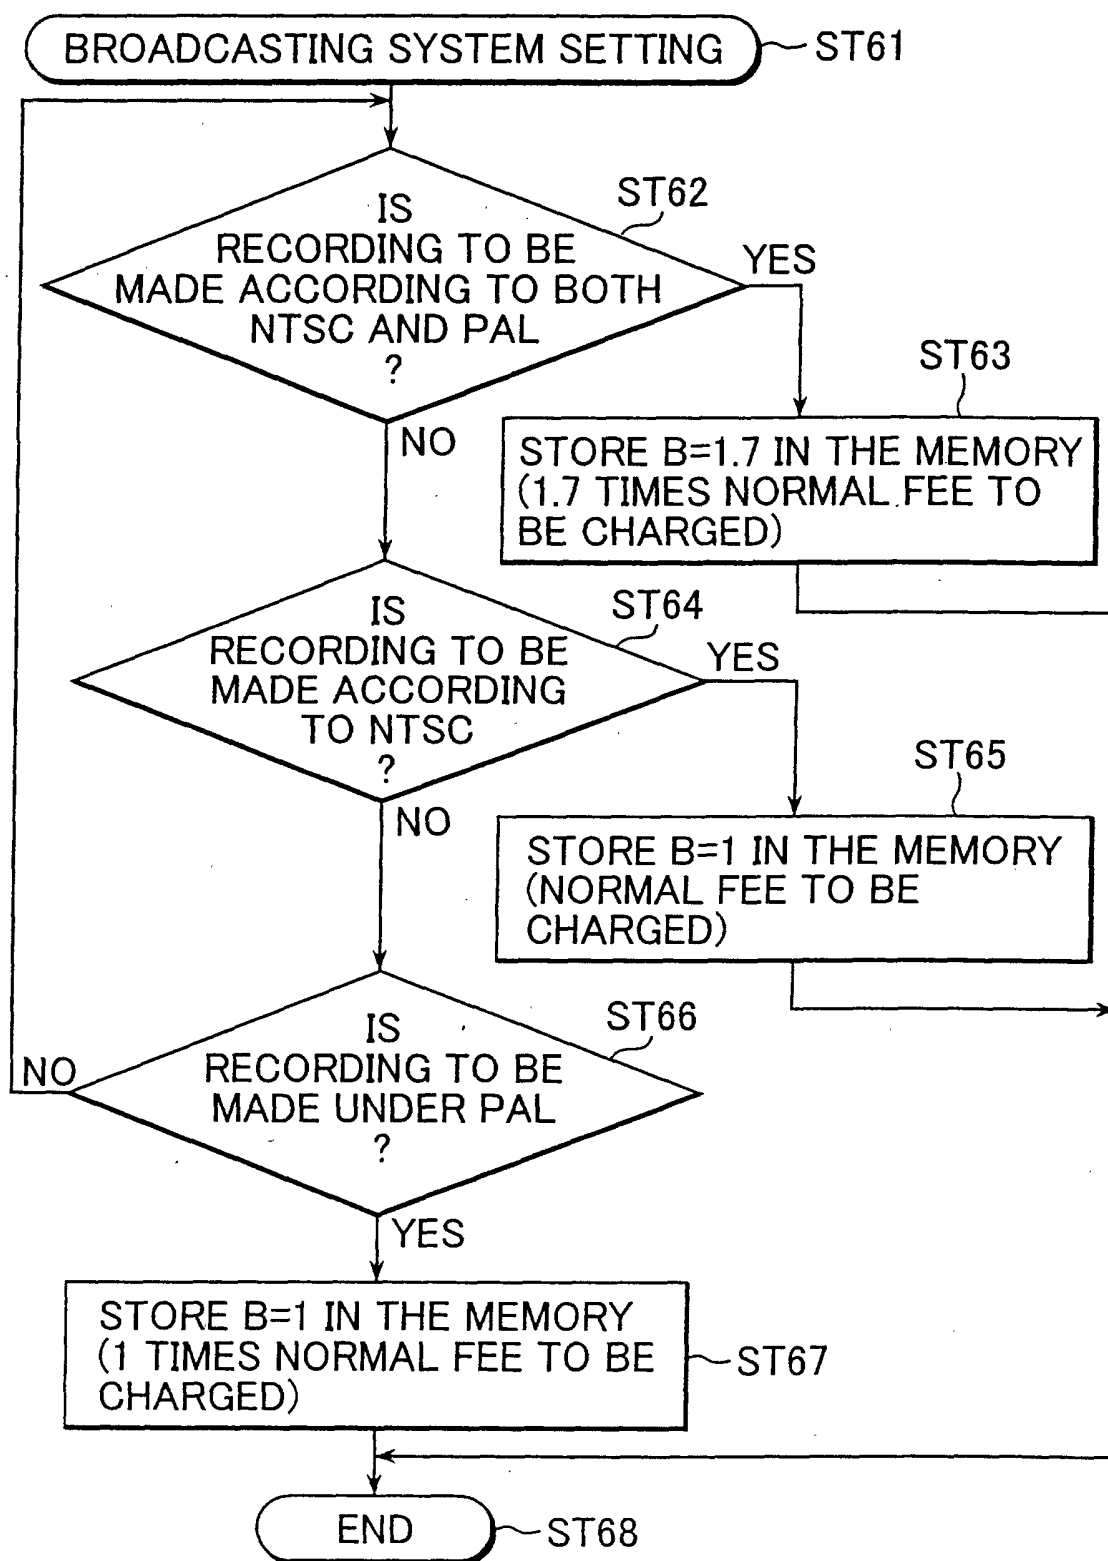 BROADCASTING SYSTEM SETTING
ST61
IS
RECORDING TO BE
MADE ACCORDING TO BOTH
NTSC AND PAL
?
ST62
YES
NO
ST63
STORE B=1.7 IN THE MEMORY
(1.7 TIMES NORMAL FEE TO
BE CHARGED)
IS
RECORDING TO BE
MADE ACCORDING
TO NTSC
?
ST64
YES
NO
ST65
STORE B=1 IN THE MEMORY
(NORMAL FEE TO BE
CHARGED)
IS
RECORDING TO BE
MADE UNDER PAL
?
ST66
NO
YES
STORE B=1 IN THE MEMORY
(1 TIMES NORMAL FEE TO BE
CHARGED)
ST67
END
ST68